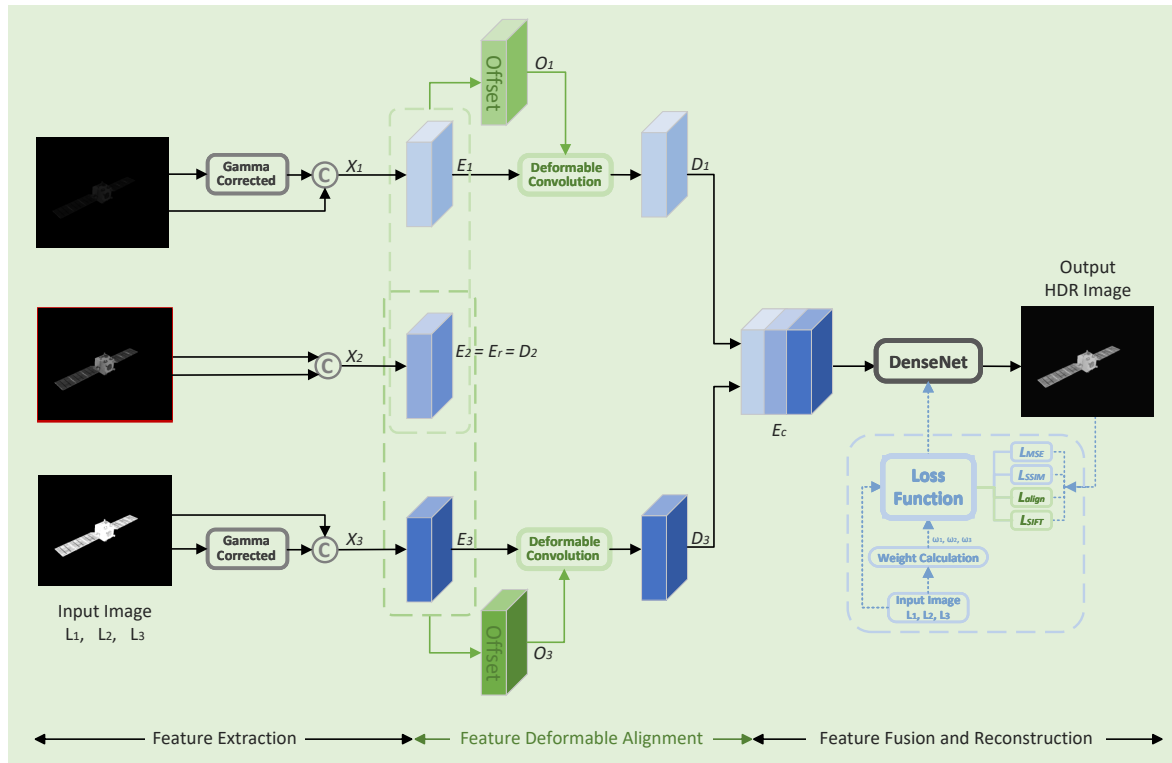 Offset
O1
Gamma
Corrected
C
X1
E1
Deformable
Convolution
D1
Output
HDR Image
C
X2
E2 = Er = D2
DenseNet
Ec
Loss
Function
LMSE
LSSIM
Lalign
LSIFT
Gamma
Corrected
C
X3
E3
Deformable
Convolution
D3
ω1, ω2, ω3
Weight Calculation
Input Image
L1, L2, L3
Input Image
L1, L2, L3
Offset
O3
Feature Extraction
Feature Deformable Alignment
Feature Fusion and Reconstruction